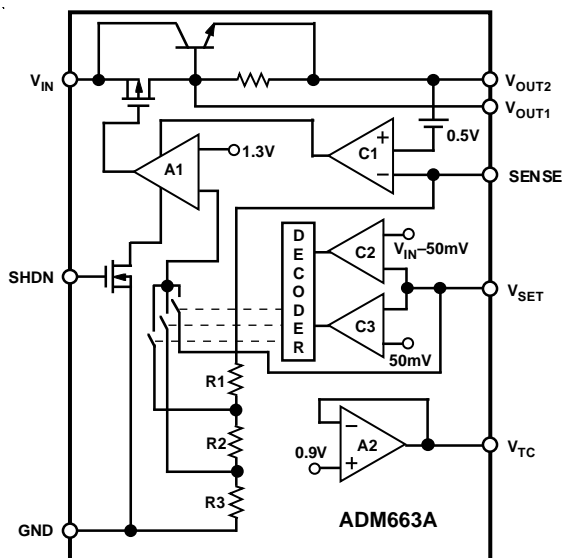 VIN
VOUT2
VOUT1
0.5V
A1
1.3V
+
C1
−
SENSE
DECODER
C2
VIN–50mV
SHDN
VSET
C3
50mV
R1
R2
R3
−
A2
+
0.9V
VTC
GND
ADM663A